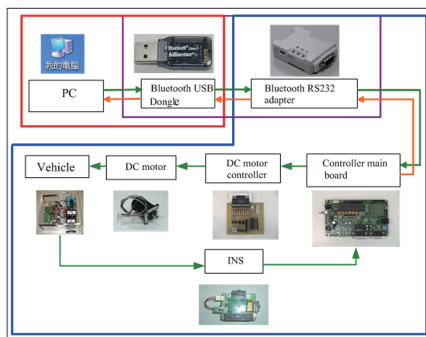 我的電腦
PC
Bluetooth USB
Dongle
Bluetooth RS232
adapter
Vehicle
DC motor
DC motor
controller
Controller main
board
INS